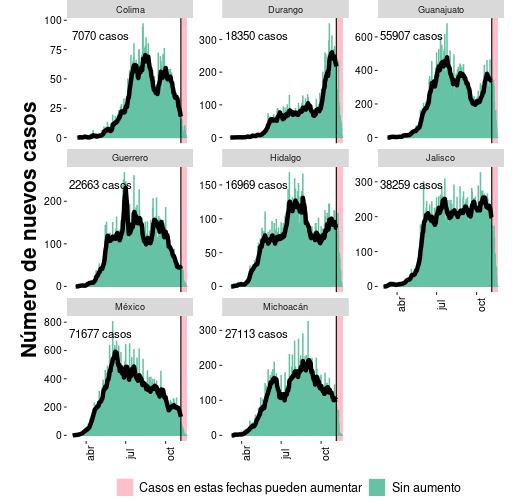 Número de nuevos casos
Colima
7070 casos
100
75
50
25
0
Durango
18350 casos
300
200
100
0
Guanajuato
55907 casos
600
400
200
0
Guerrero
22663 casos
200
100
0
Hidalgo
16969 casos
150
100
50
0
Jalisco
38259 casos
300
200
100
0
abr
jul
oct
México
71677 casos
800
600
400
200
0
abr
jul
oct
Michoacán
27113 casos
300
200
100
0
abr
jul
oct
Casos en estas fechas pueden aumentar
Sin aumento